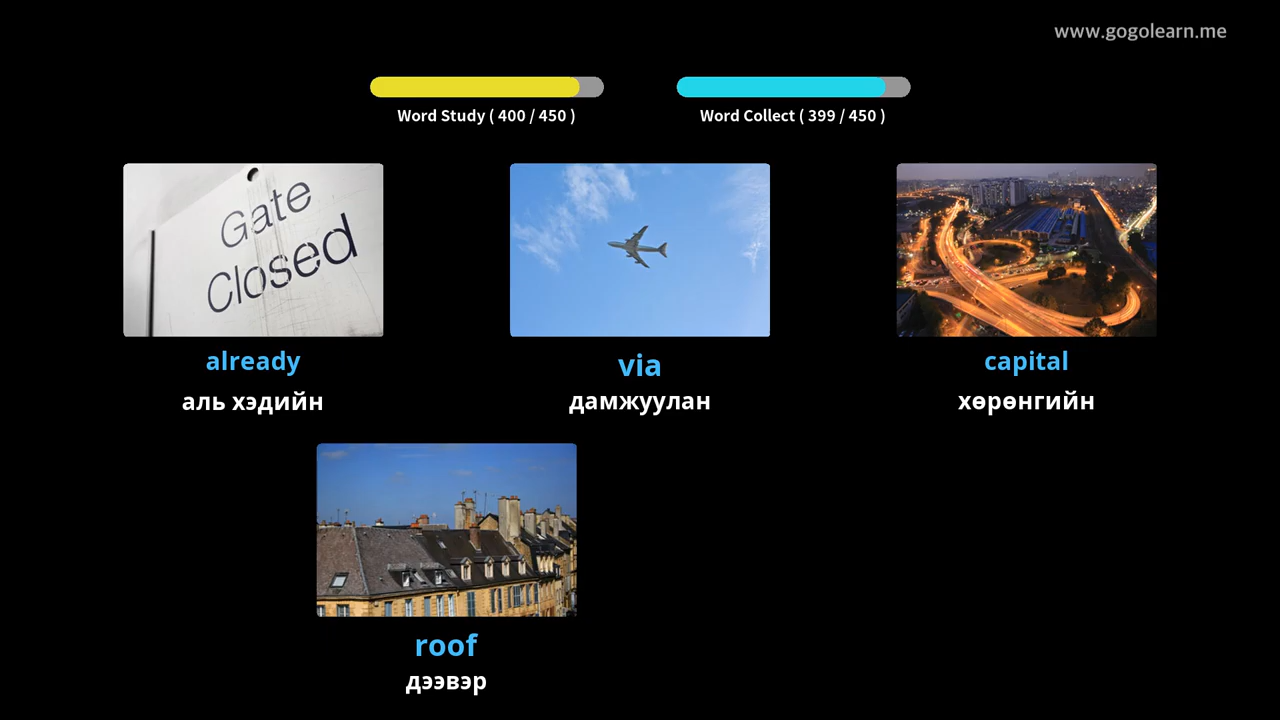 www.gogolearn.me
Word Study ( 400 / 450 )
Word Collect ( 399 / 450 )
Gate
Closed
already
via
capital
аль хэдийн
дамжуулан
хөрөнгийн
roof
дээвэр